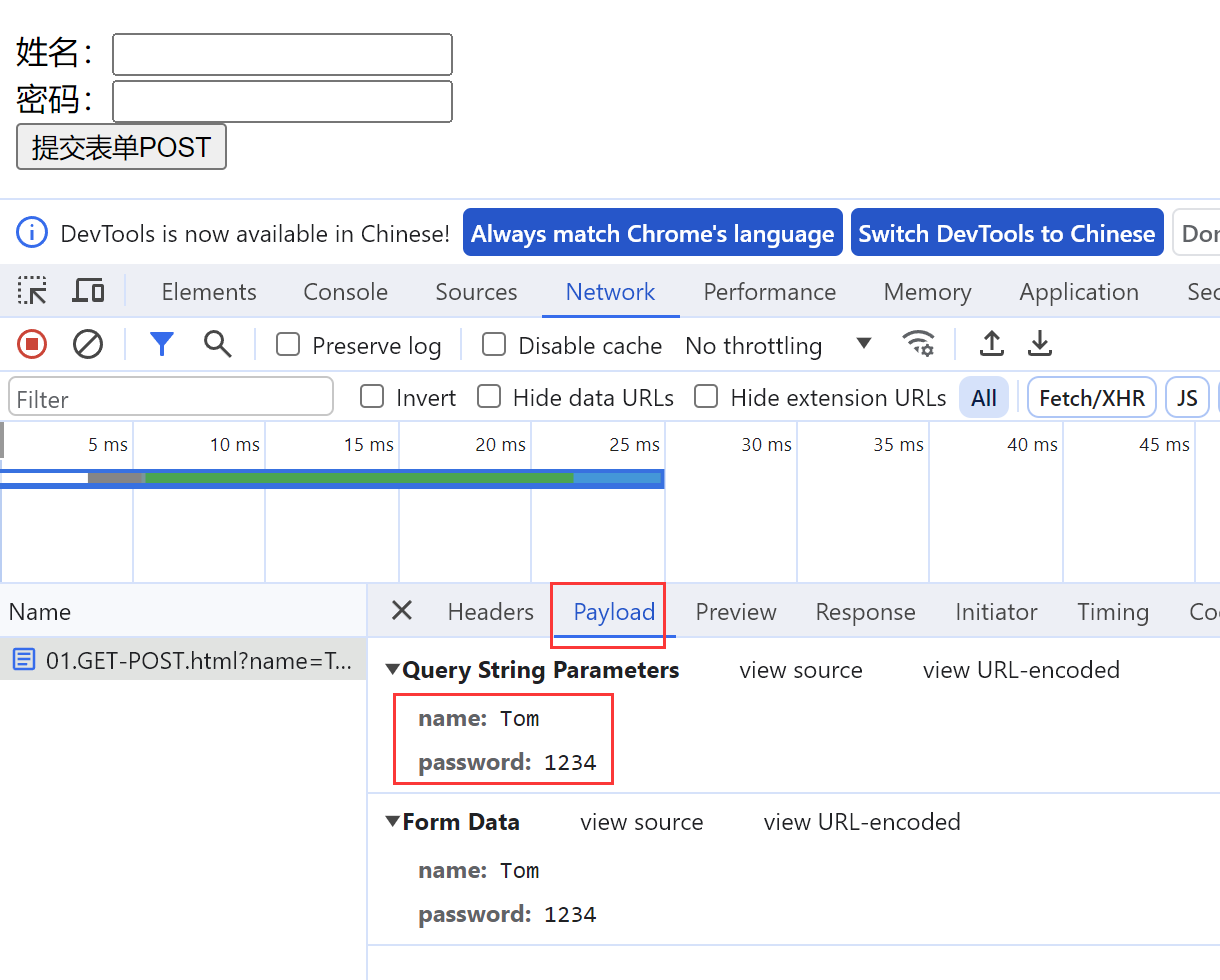 姓名：
密码：
提交表单POST
DevTools is now available in Chinese! Always match Chrome's language Switch DevTools to Chinese
Elements Console Sources Network Performance Memory Application
Preserve log Disable cache No throttling
Filter Invert Hide data URLs Hide extension URLs All Fetch/XHR JS
5 ms 10 ms 15 ms 20 ms 25 ms 30 ms 35 ms 40 ms 45 ms
Name Headers Payload Preview Response Initiator Timing
01.GET-POST.html?name=T...
Query String Parameters view source view URL-encoded
name: Tom
password: 1234
Form Data view source view URL-encoded
name: Tom
password: 1234